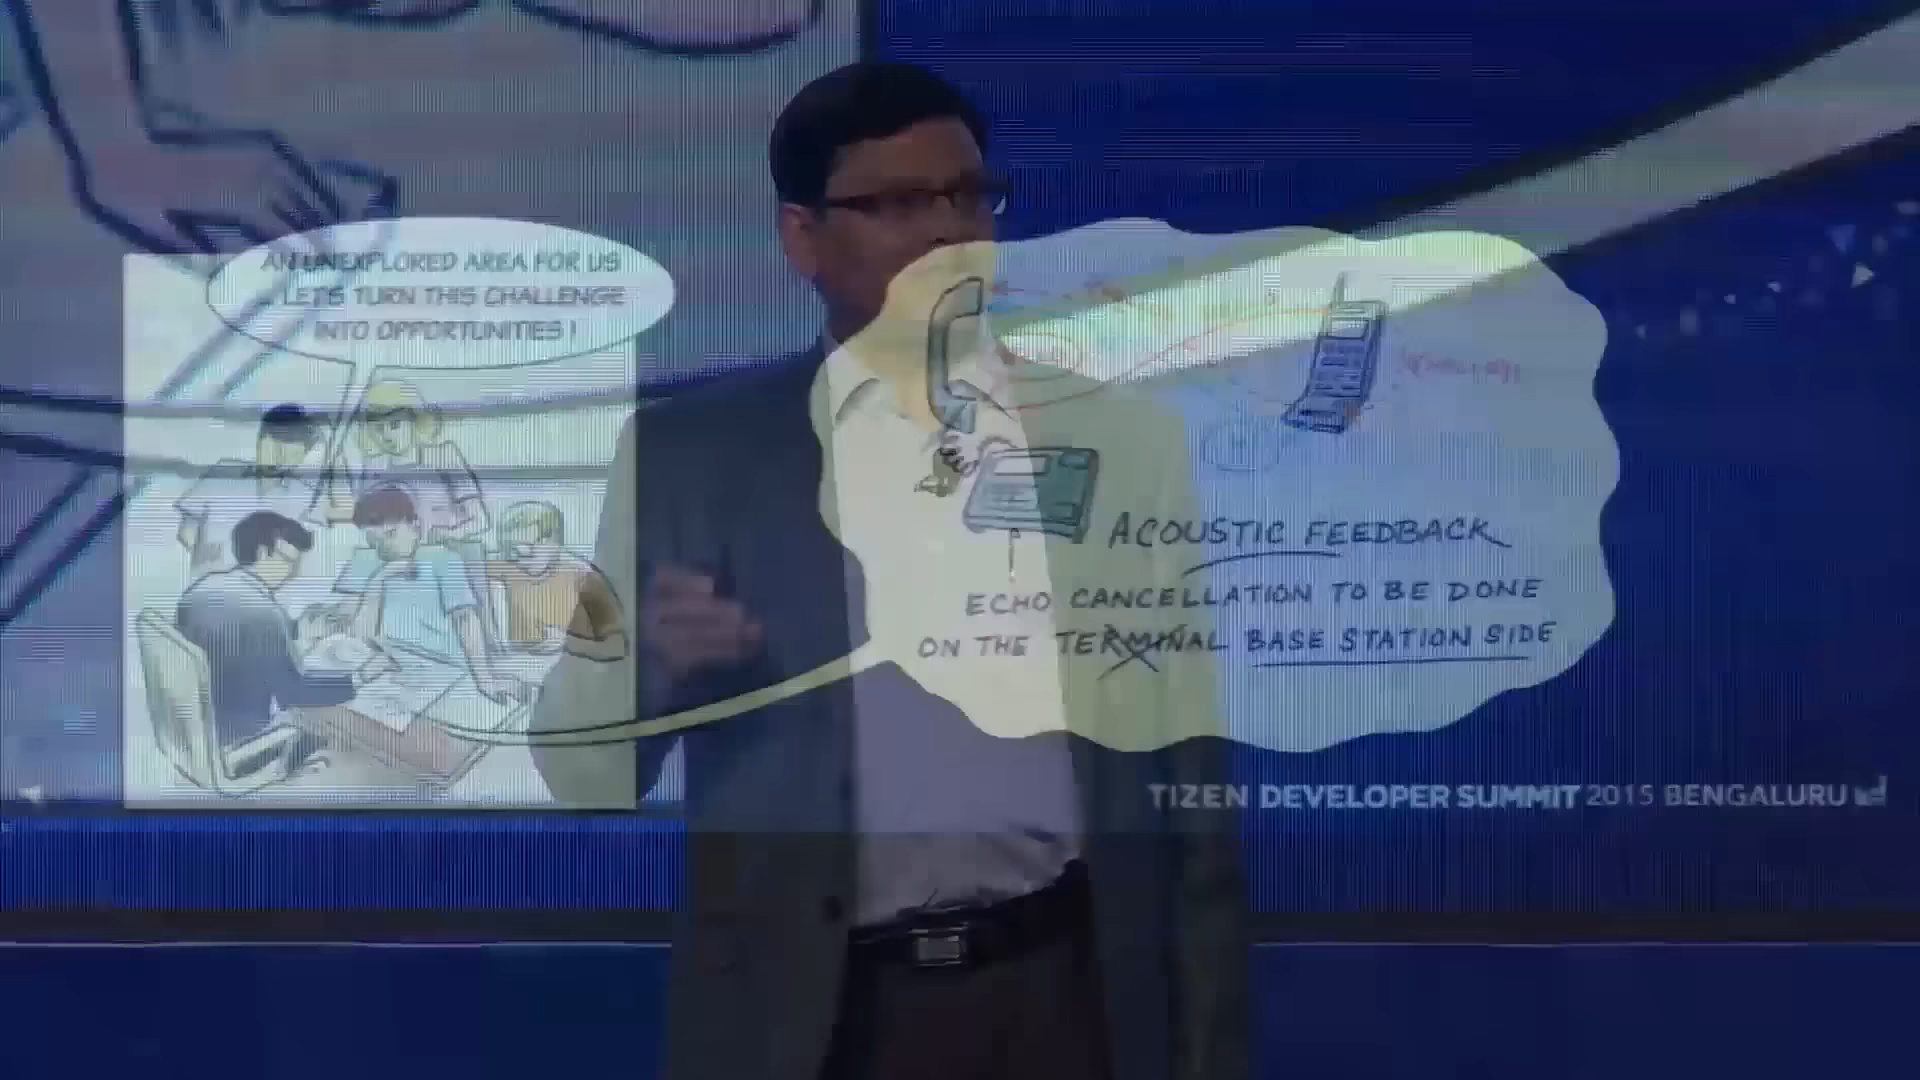 AN UNEXPLORED AREA FOR US
... LETS TURN THIS CHALLENGE
INTO OPPORTUNITIES!
ACOUSTIC FEEDBACK
ECHO CANCELLATION TO BE DONE
ON THE TERMINAL BASE STATION SIDE
TIZEN DEVELOPER SUMMIT 2015 BENGALURU